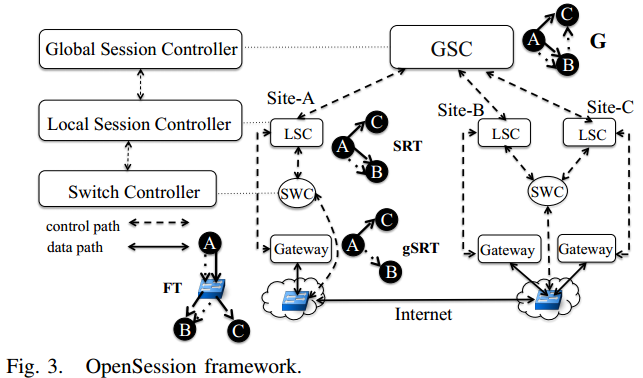 Global Session Controller
GSC
C
A
B
G
Site-A
Site-B
Site-C
Local Session Controller
LSC
C
A
B
SRT
LSC
LSC
Switch Controller
SWC
SWC
control path
data path
A
FT
B
C
Gateway
C
A
B
gSRT
Gateway
Gateway
Internet
Fig. 3. OpenSession framework.